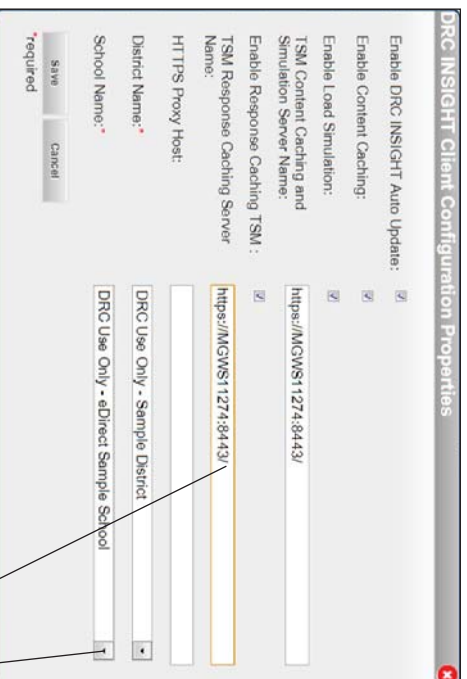 DRC INSIGHT Client Configuration Properties
Enable DRC INSIGHT Auto Update:
Enable Content Caching:
Enable Load Simulation:
TSM Content Caching and
Simulation Server Name:
https://MGWS11274:8443/
Enable Response Caching TSM :
TSM Response Caching Server
Name:
https://MGWS11274:8443/
HTTPS Proxy Host:
District Name:*
DRC Use Only - Sample District
School Name:*
DRC Use Only - eDirect Sample School
Save
Cancel
*required